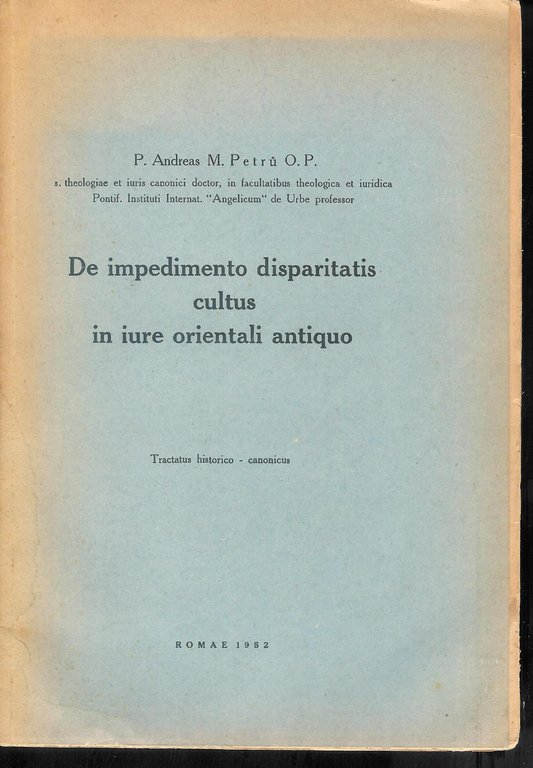 P. Andreas M. Petrů O. P.
s. theologiae et iuris canonici doctor, in facultatibus theologica et iuridica
Pontif. Instituti Internat. "Angelicum" de Urbe professor
De impedimento disparitatis
cultus
in iure orientali antiquo
Tractatus historico - canonicus
ROMAE 1952